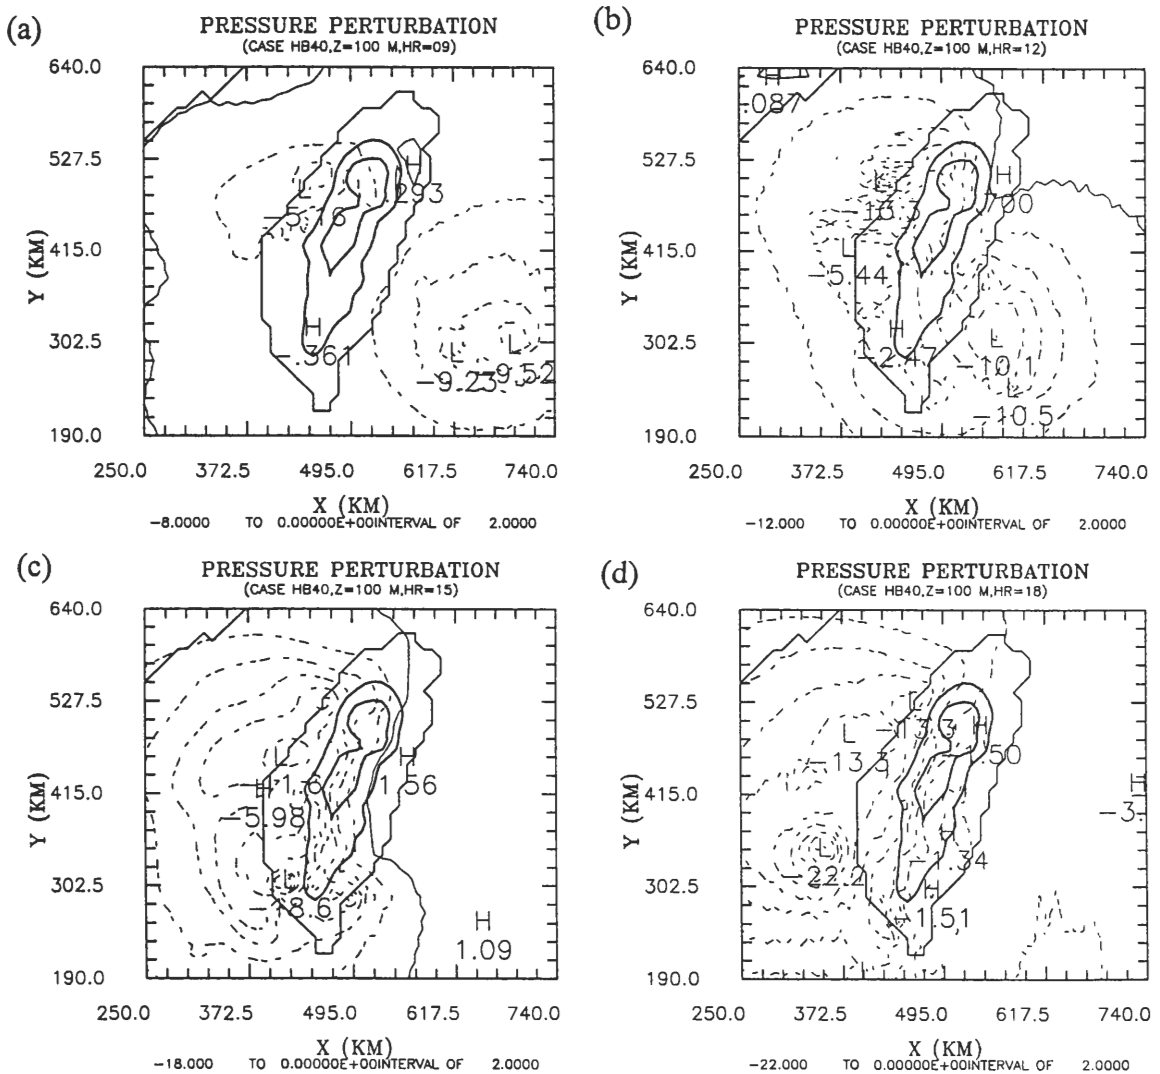 (a)
PRESSURE PERTURBATION
(CASE HB40,Z=100 M,HR=09)
640.0
527.5
415.0
302.5
190.0
Y (KM)
H
.293
L
-5.16
H
-.361
L
-9.23
L
-9.52
250.0 372.5 495.0 617.5 740.0
X (KM)
-8.0000 TO 0.00000E+00INTERVAL OF 2.0000
(b)
PRESSURE PERTURBATION
(CASE HB40,Z=100 M,HR=12)
640.0
527.5
415.0
302.5
190.0
Y (KM)
H
.087
L
-13.3
H
.700
L
-5.44
H
-2.47
L
-10.1
L
-10.5
250.0 372.5 495.0 617.5 740.0
X (KM)
-12.000 TO 0.00000E+00INTERVAL OF 2.0000
(c)
PRESSURE PERTURBATION
(CASE HB40,Z=100 M,HR=15)
640.0
527.5
415.0
302.5
190.0
Y (KM)
L
H
1.56
H
-5.98
L
-18.6
H
1.09
250.0 372.5 495.0 617.5 740.0
X (KM)
-18.000 TO 0.00000E+00INTERVAL OF 2.0000
(d)
PRESSURE PERTURBATION
(CASE HB40,Z=100 M,HR=18)
640.0
527.5
415.0
302.5
190.0
Y (KM)
L
-13.3
L
-13.3
H
H
-3.
L
-22.2
H
H
-1.51
250.0 372.5 495.0 617.5 740.0
X (KM)
-22.000 TO 0.00000E+00INTERVAL OF 2.0000